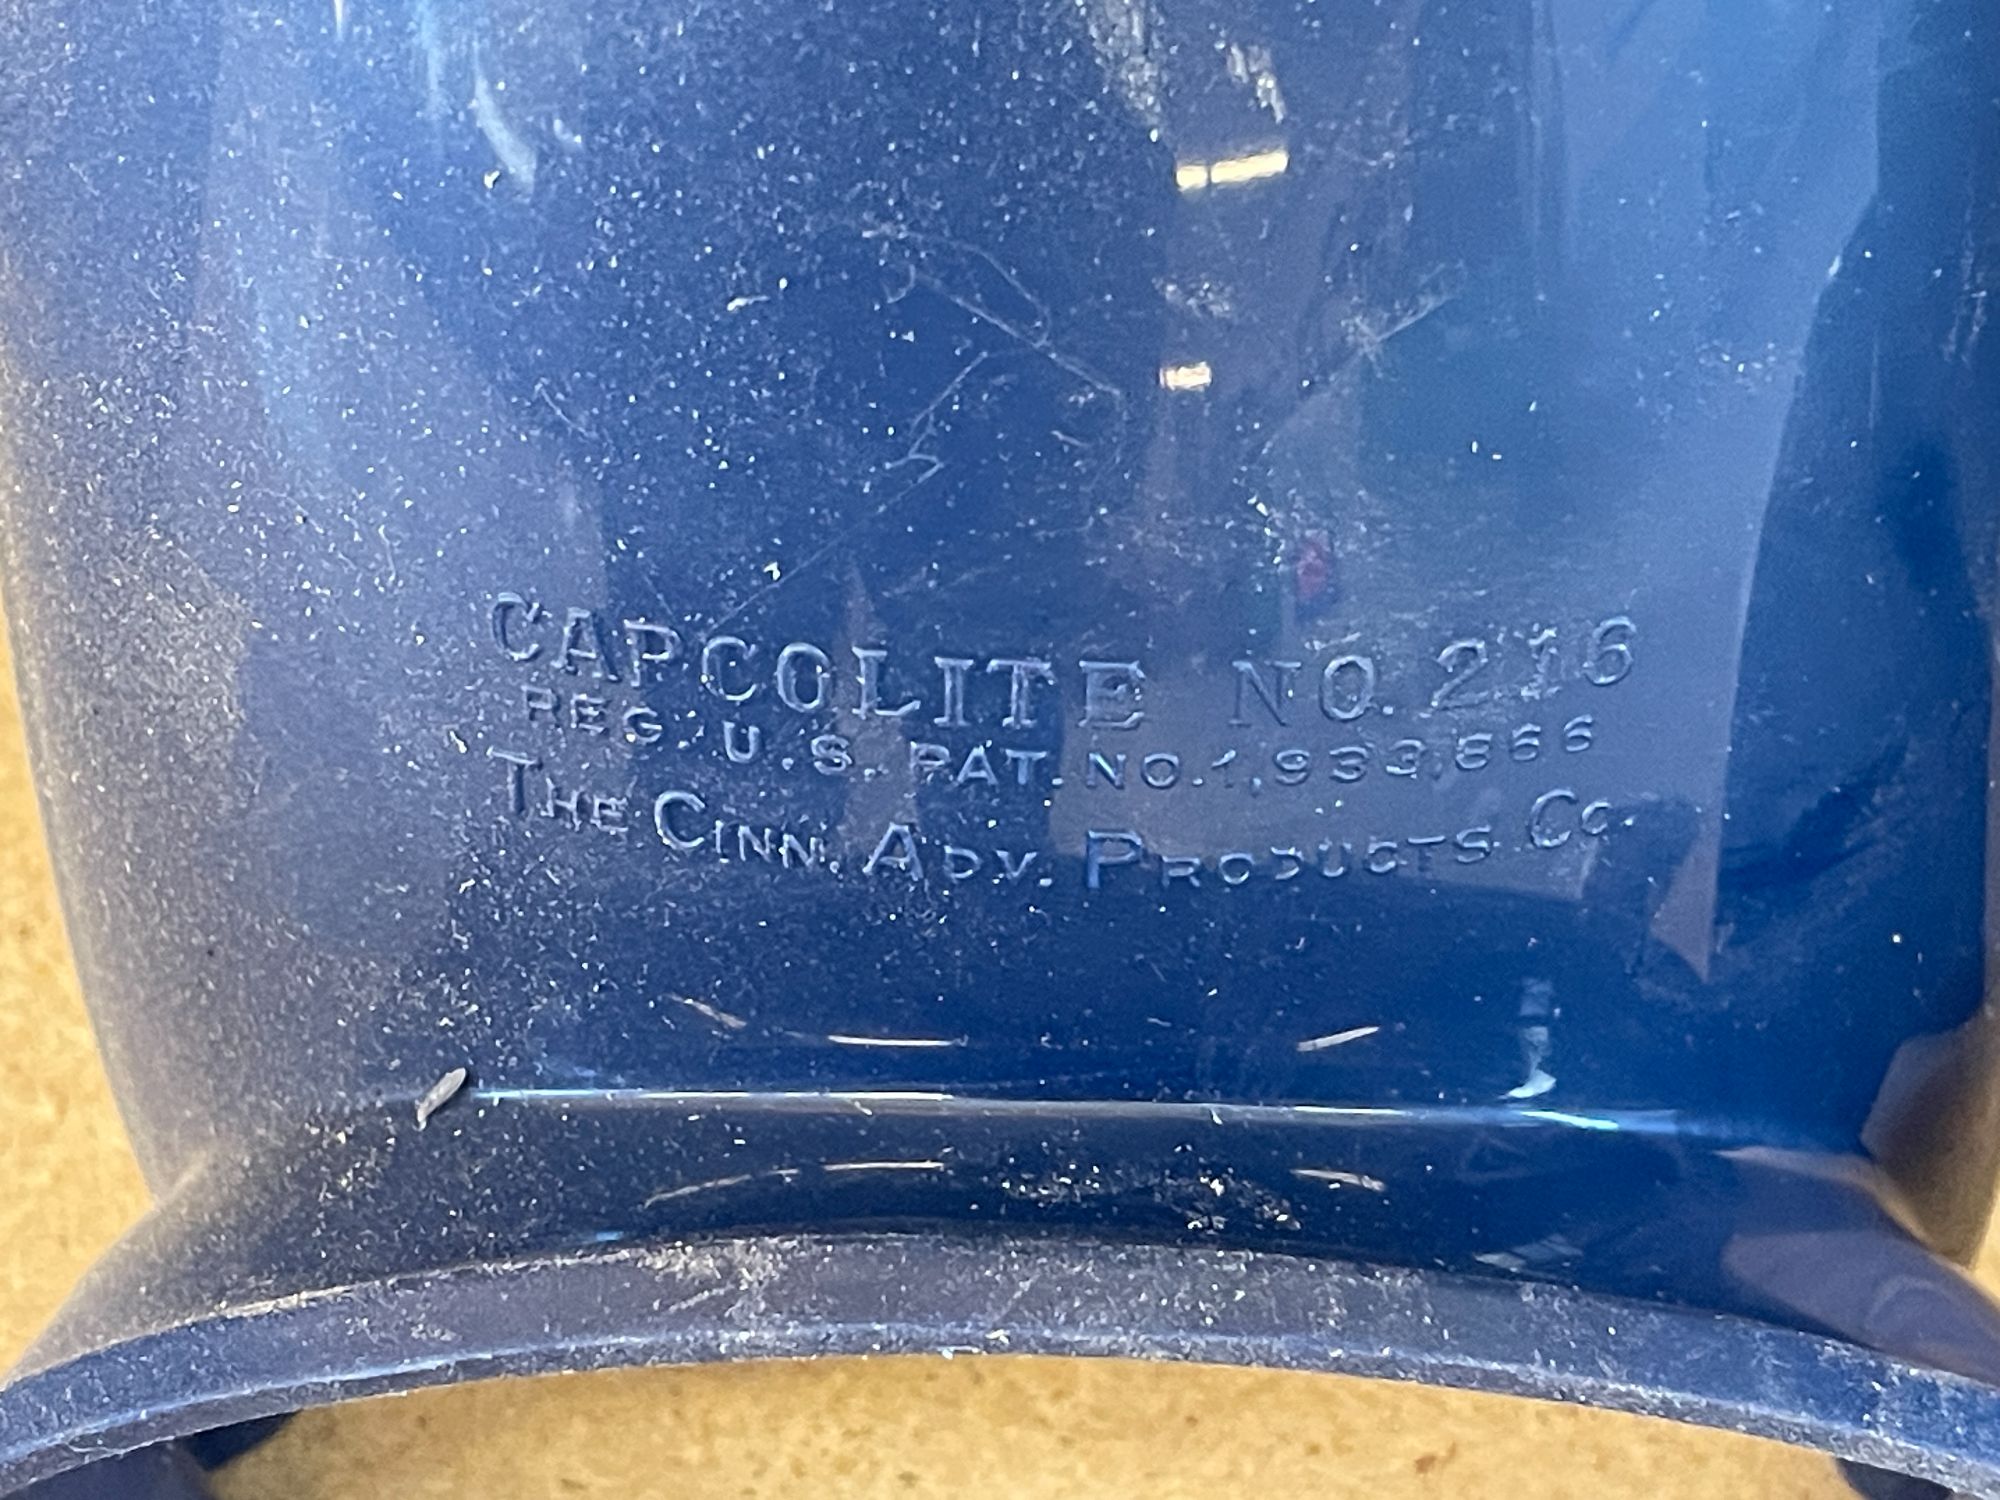 CAPCOLITE NO. 216
REG. U.S. PAT. NO. 1,933,866
THE CINN. ADV. PRODUCTS CO.